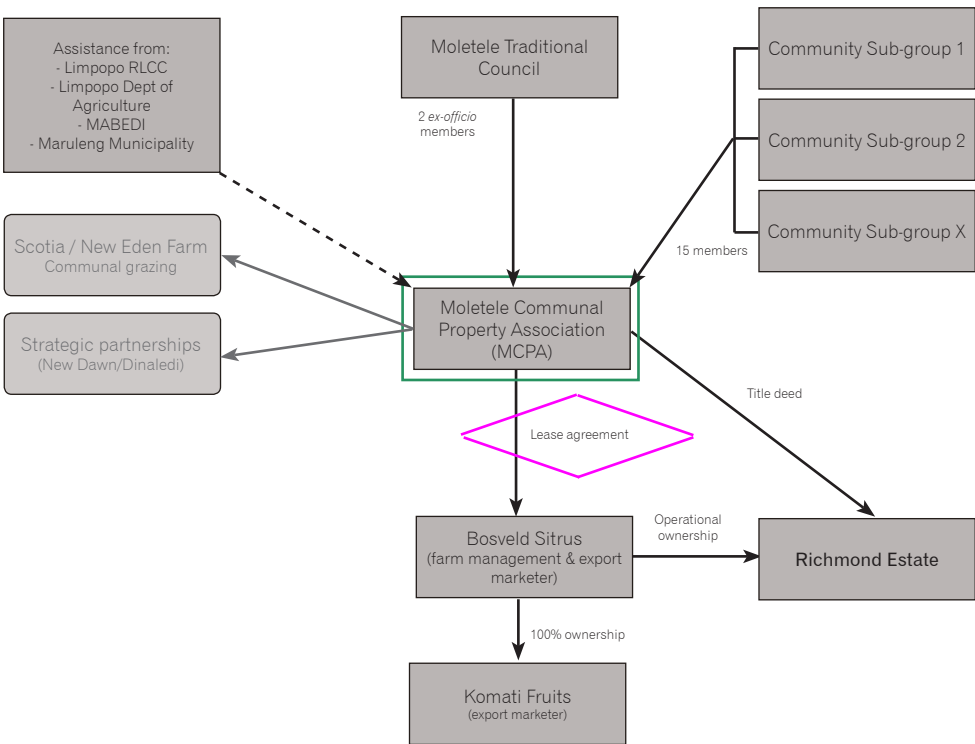 Assistance from:
- Limpopo RLCC
- Limpopo Dept of
Agriculture
- MABEDI
- Maruleng Municipality
Moletele Traditional
Council
Community Sub-group 1
2 ex-officio
members
Community Sub-group 2
Community Sub-group X
15 members
Scotia / New Eden Farm
Communal grazing
Strategic partnerships
(New Dawn/Dinaledi)
Moletele Communal
Property Association
(MCPA)
Title deed
Lease agreement
Bosveld Sitrus
(farm management & export
marketer)
Operational
ownership
Richmond Estate
100% ownership
Komati Fruits
(export marketer)